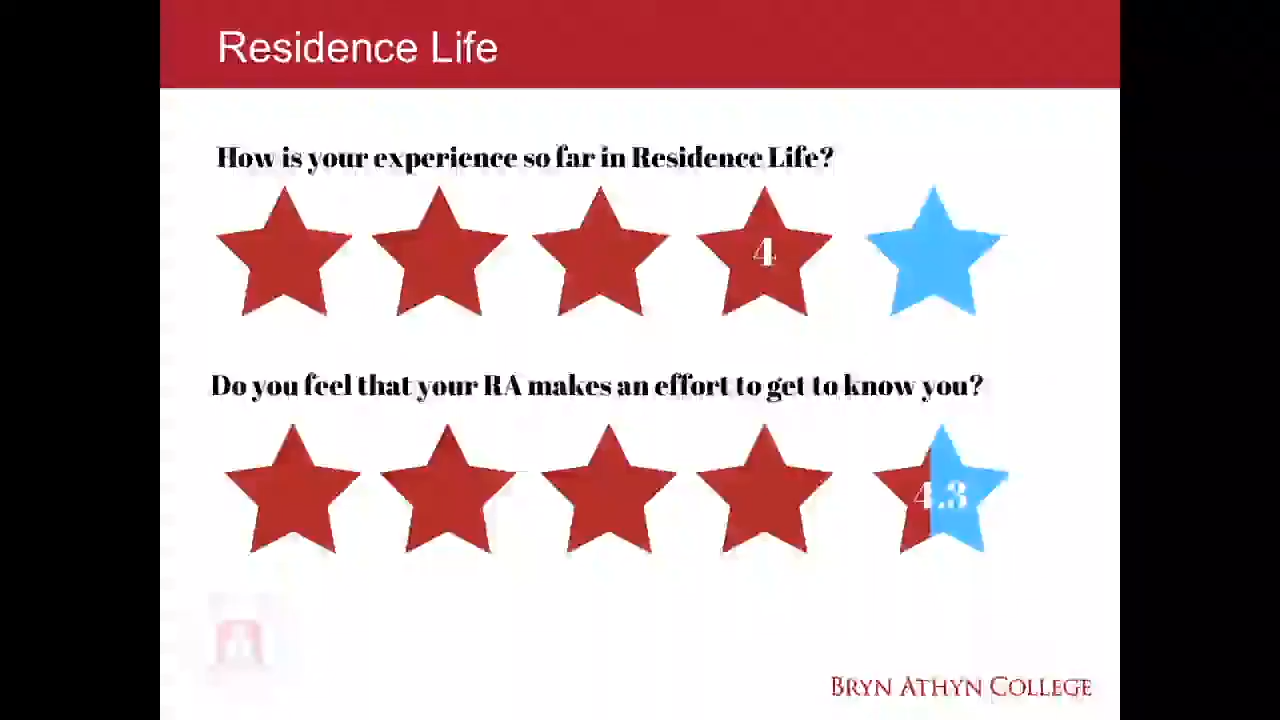 Residence Life
How is your experience so far in Residence Life?
4
Do you feel that your RA makes an effort to get to know you?
4.3
BRYN ATHYN COLLEGE